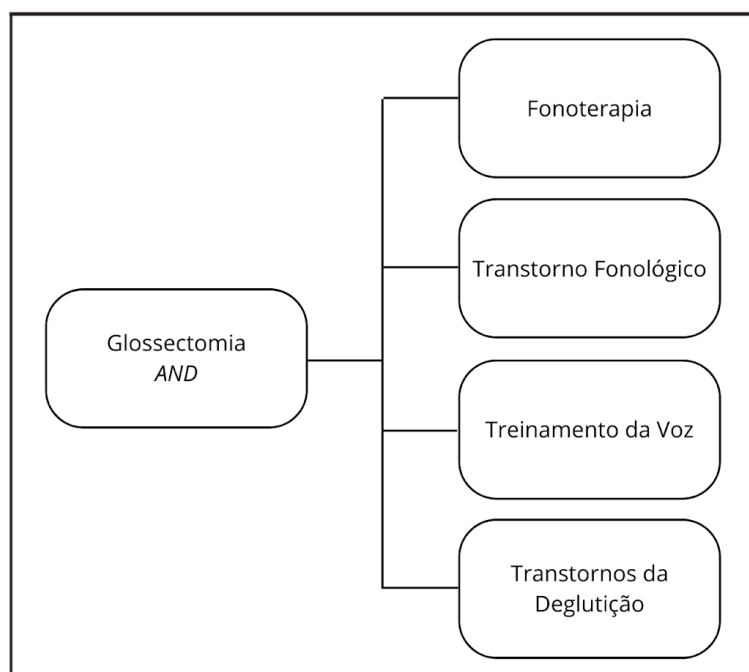 Fonoterapia
Transtorno Fonológico
Glossectomia
AND
Treinamento da Voz
Transtornos da
Deglutição